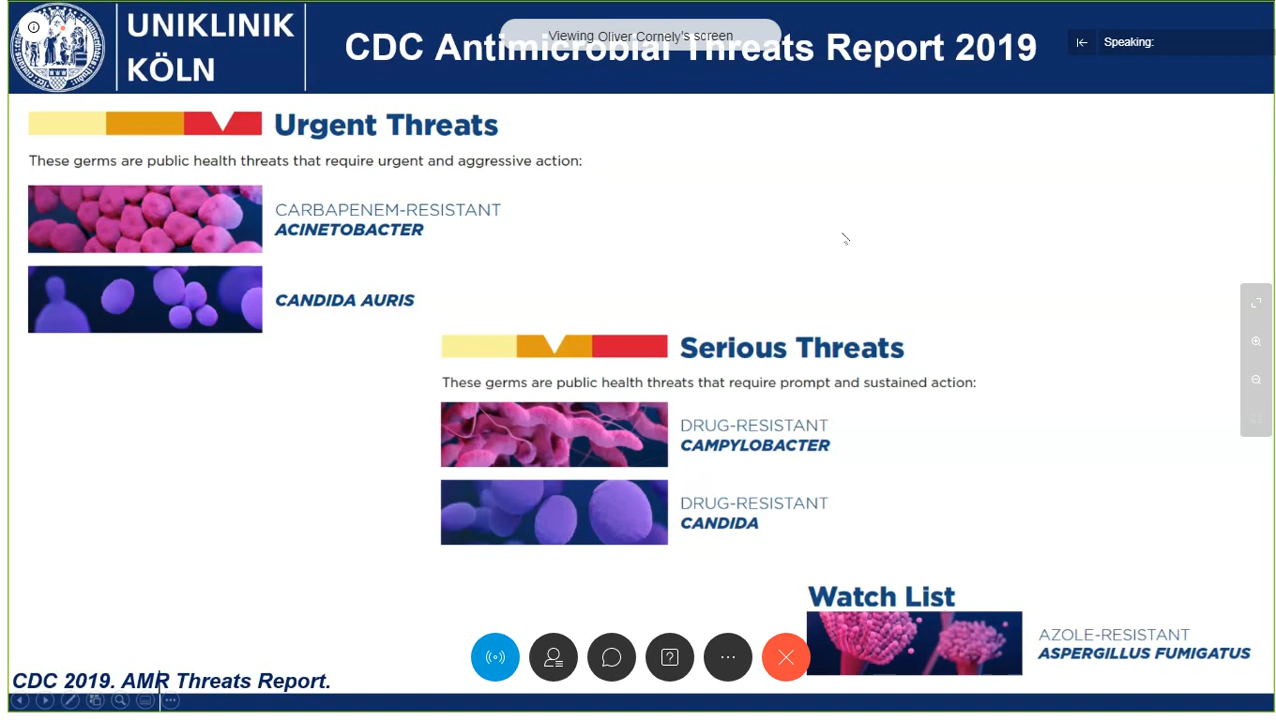 UNIKLINIK
KÖLN
CDC Antimicrobial Threats Report 2019
Viewing Oliver Cornely's screen
Speaking:
Urgent Threats
These germs are public health threats that require urgent and aggressive action:
CARBAPENEM-RESISTANT
ACINETOBACTER
CANDIDA AURIS
Serious Threats
These germs are public health threats that require prompt and sustained action:
DRUG-RESISTANT
CAMPYLOBACTER
DRUG-RESISTANT
CANDIDA
Watch List
AZOLE-RESISTANT
ASPERGILLUS FUMIGATUS
CDC 2019. AMR Threats Report.